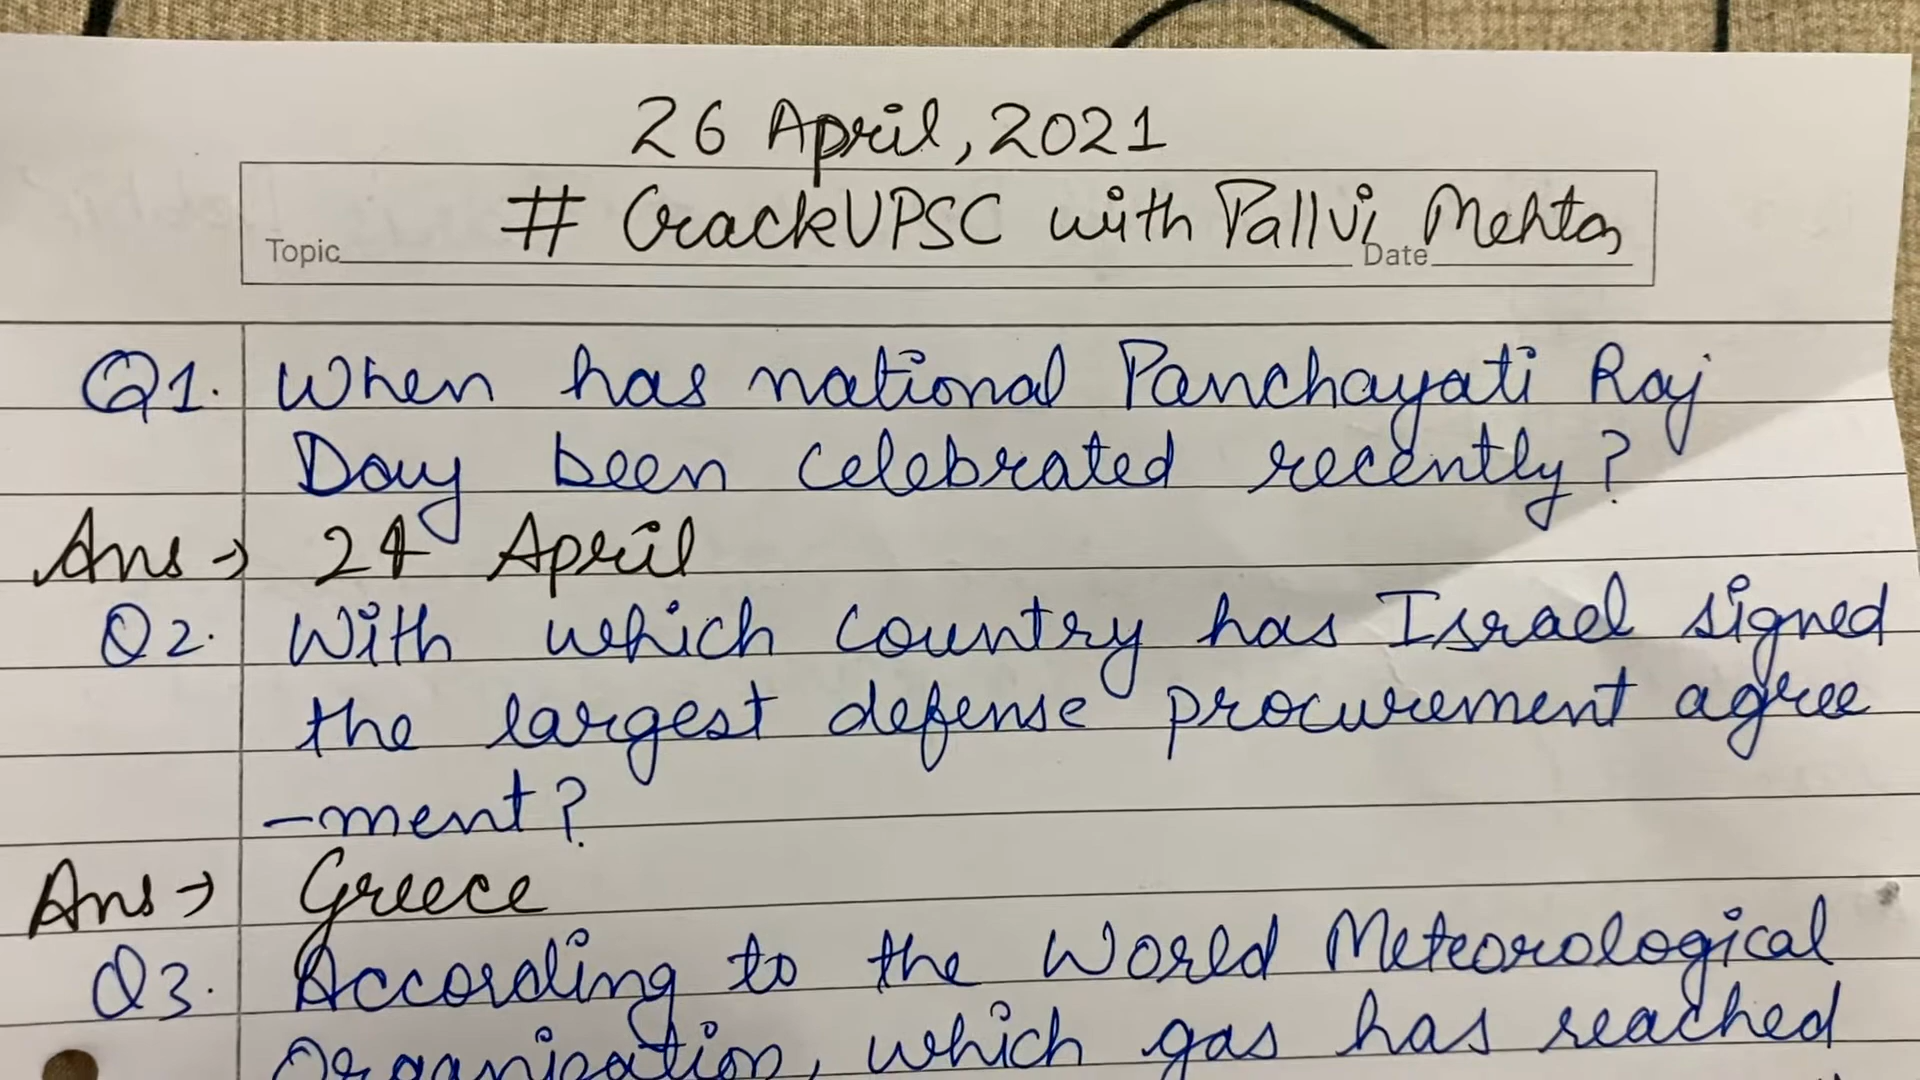 26 April, 2021
# CrackUPSC with Pallvi Mehta
Topic Date
Q1. When has national Panchayati Raj
Day been celebrated recently?
Ans → 24 April
Q2. With which country has Israel signed
the largest defense procurement agree
-ment?
Ans → Greece
Q3. According to the World Meteorological
Organisation, which gas has reached